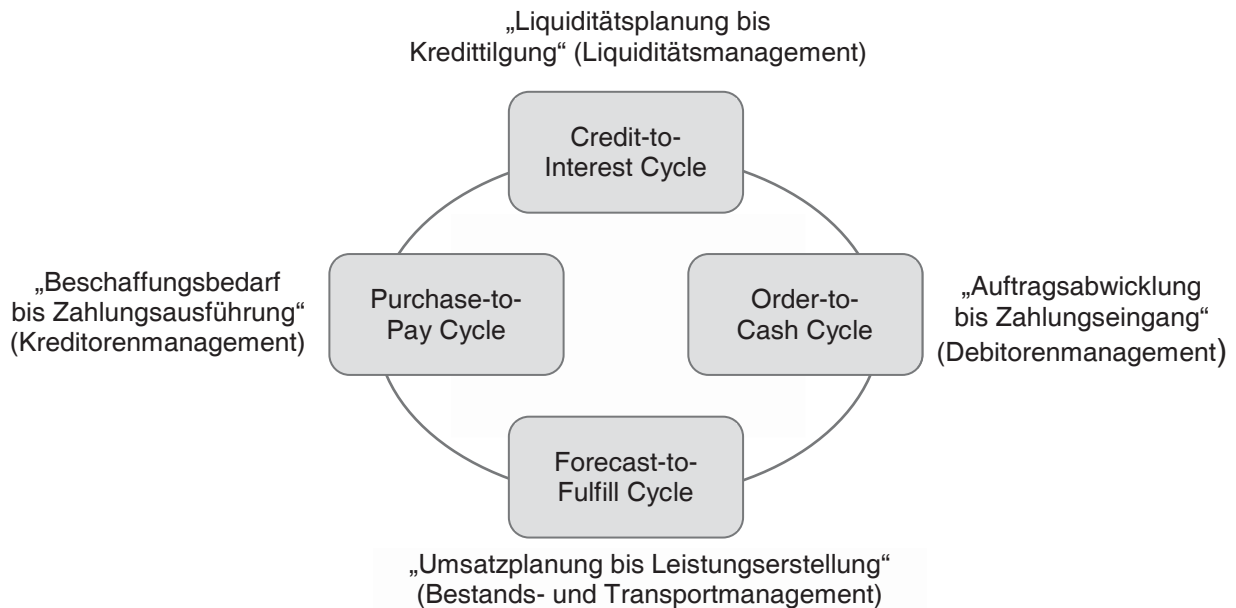 „Liquiditätsplanung bis
Kredittilgung“ (Liquiditätsmanagement)
Credit-to-
Interest Cycle
„Beschaffungsbedarf
bis Zahlungsausführung“
(Kreditorenmanagement)
Purchase-to-
Pay Cycle
Order-to-
Cash Cycle
„Auftragsabwicklung
bis Zahlungseingang“
(Debitorenmanagement)
Forecast-to-
Fulfill Cycle
„Umsatzplanung bis Leistungserstellung“
(Bestands- und Transportmanagement)